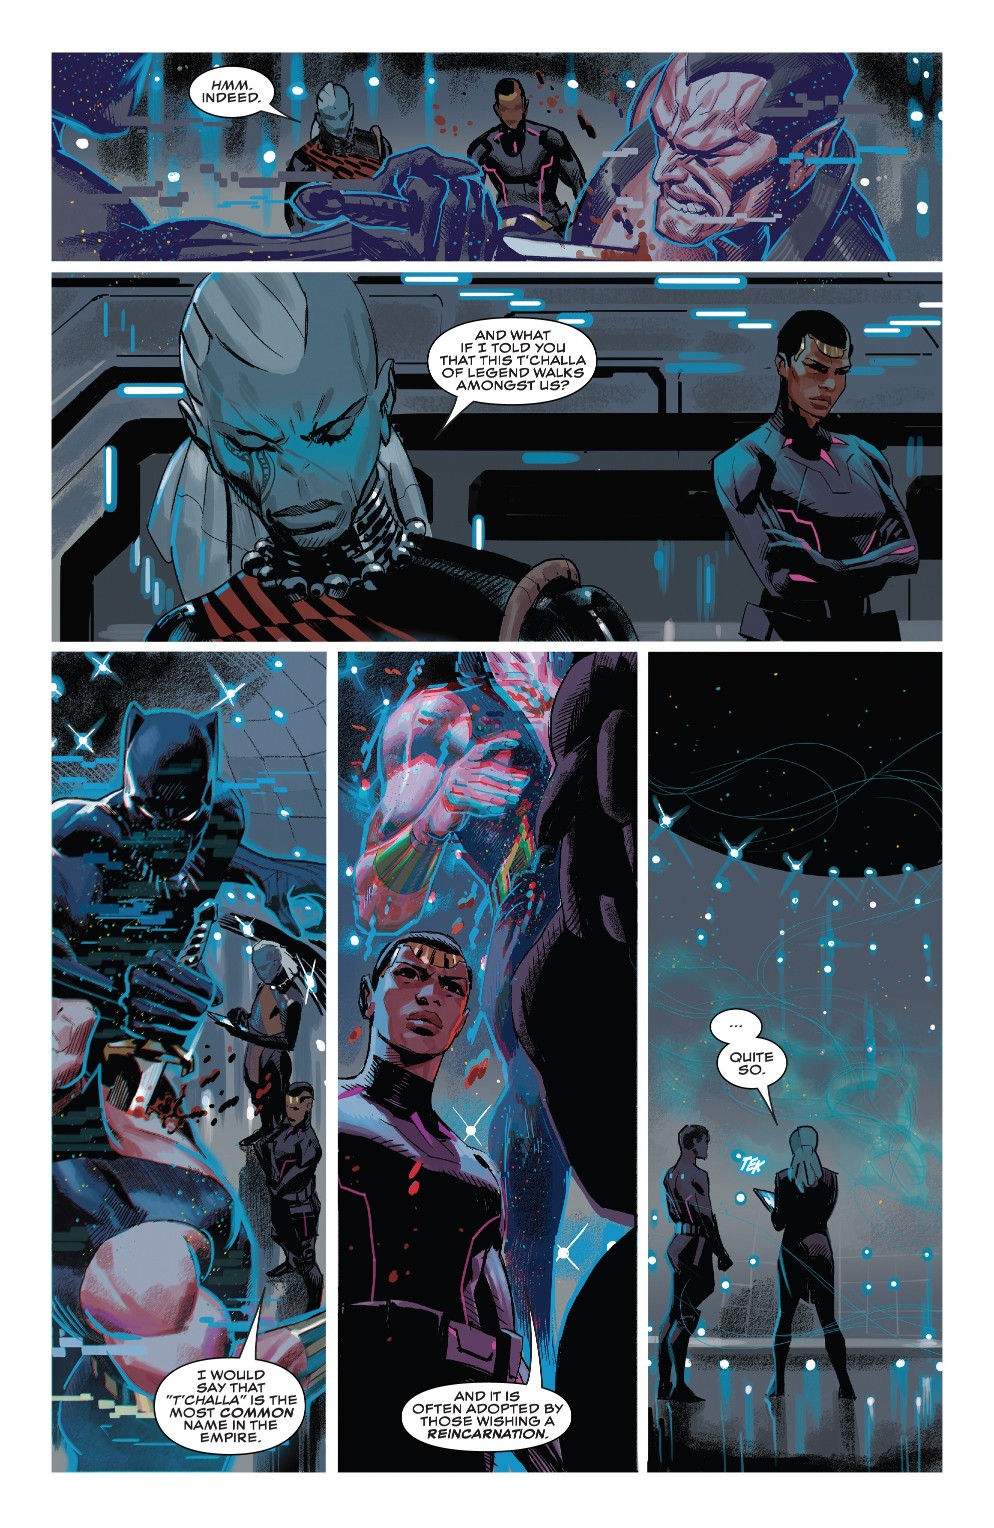 HMM.
INDEED.
AND WHAT
IF I TOLD YOU
THAT THIS T'CHALLA
OF LEGEND WALKS
AMONGST US?
I WOULD
SAY THAT
"T'CHALLA" IS THE
MOST COMMON
NAME IN THE
EMPIRE.
AND IT IS
OFTEN ADOPTED BY
THOSE WISHING A
REINCARNATION.
...
QUITE
SO.
TEK